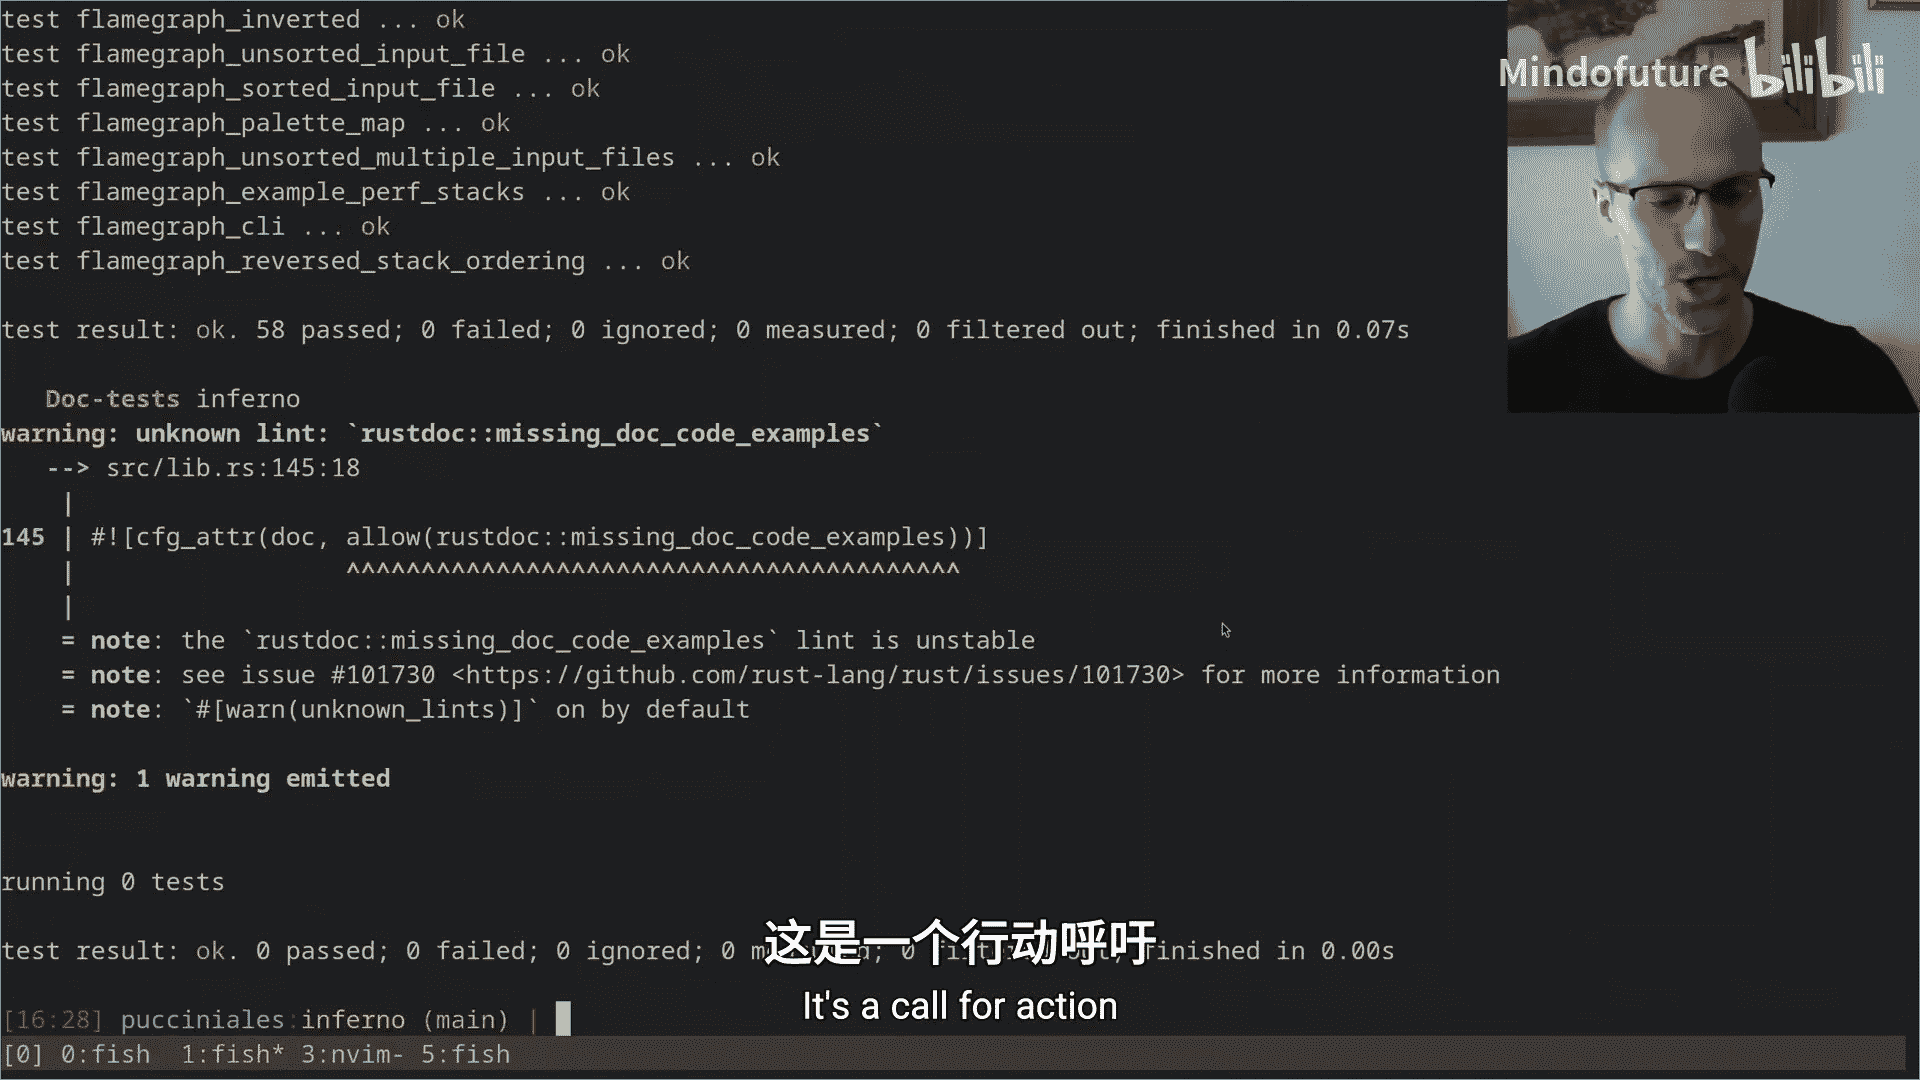 test flamegraph_inverted ... ok
test flamegraph_unsorted_input_file ... ok
test flamegraph_sorted_input_file ... ok
test flamegraph_palette_map ... ok
test flamegraph_unsorted_multiple_input_files ... ok
test flamegraph_example_perf_stacks ... ok
test flamegraph_cli ... ok
test flamegraph_reversed_stack_ordering ... ok
Mindofuture bilibili
test result: ok. 58 passed; 0 failed; 0 ignored; 0 measured; 0 filtered out; finished in 0.07s
Doc-tests inferno
warning: unknown lint: `rustdoc::missing_doc_code_examples`
--> src/lib.rs:145:18
|
145 | #![cfg_attr(doc, allow(rustdoc::missing_doc_code_examples))]
| ^^^^^^^^^^^^^^^^^^^^^^^^^^^^^^^^^^^^^^^^^
|
= note: the `rustdoc::missing_doc_code_examples` lint is unstable
= note: see issue #101730 <https://github.com/rust-lang/rust/issues/101730> for more information
= note: `#[warn(unknown_lints)]` on by default
warning: 1 warning emitted
running 0 tests
test result: ok. 0 passed; 0 failed; 0 ignored; 0 finished in 0.00s
这是一个行动呼吁
It's a call for action
[16:28] pucciniales:inferno (main) |
[0] 0:fish 1:fish* 3:nvim- 5:fish